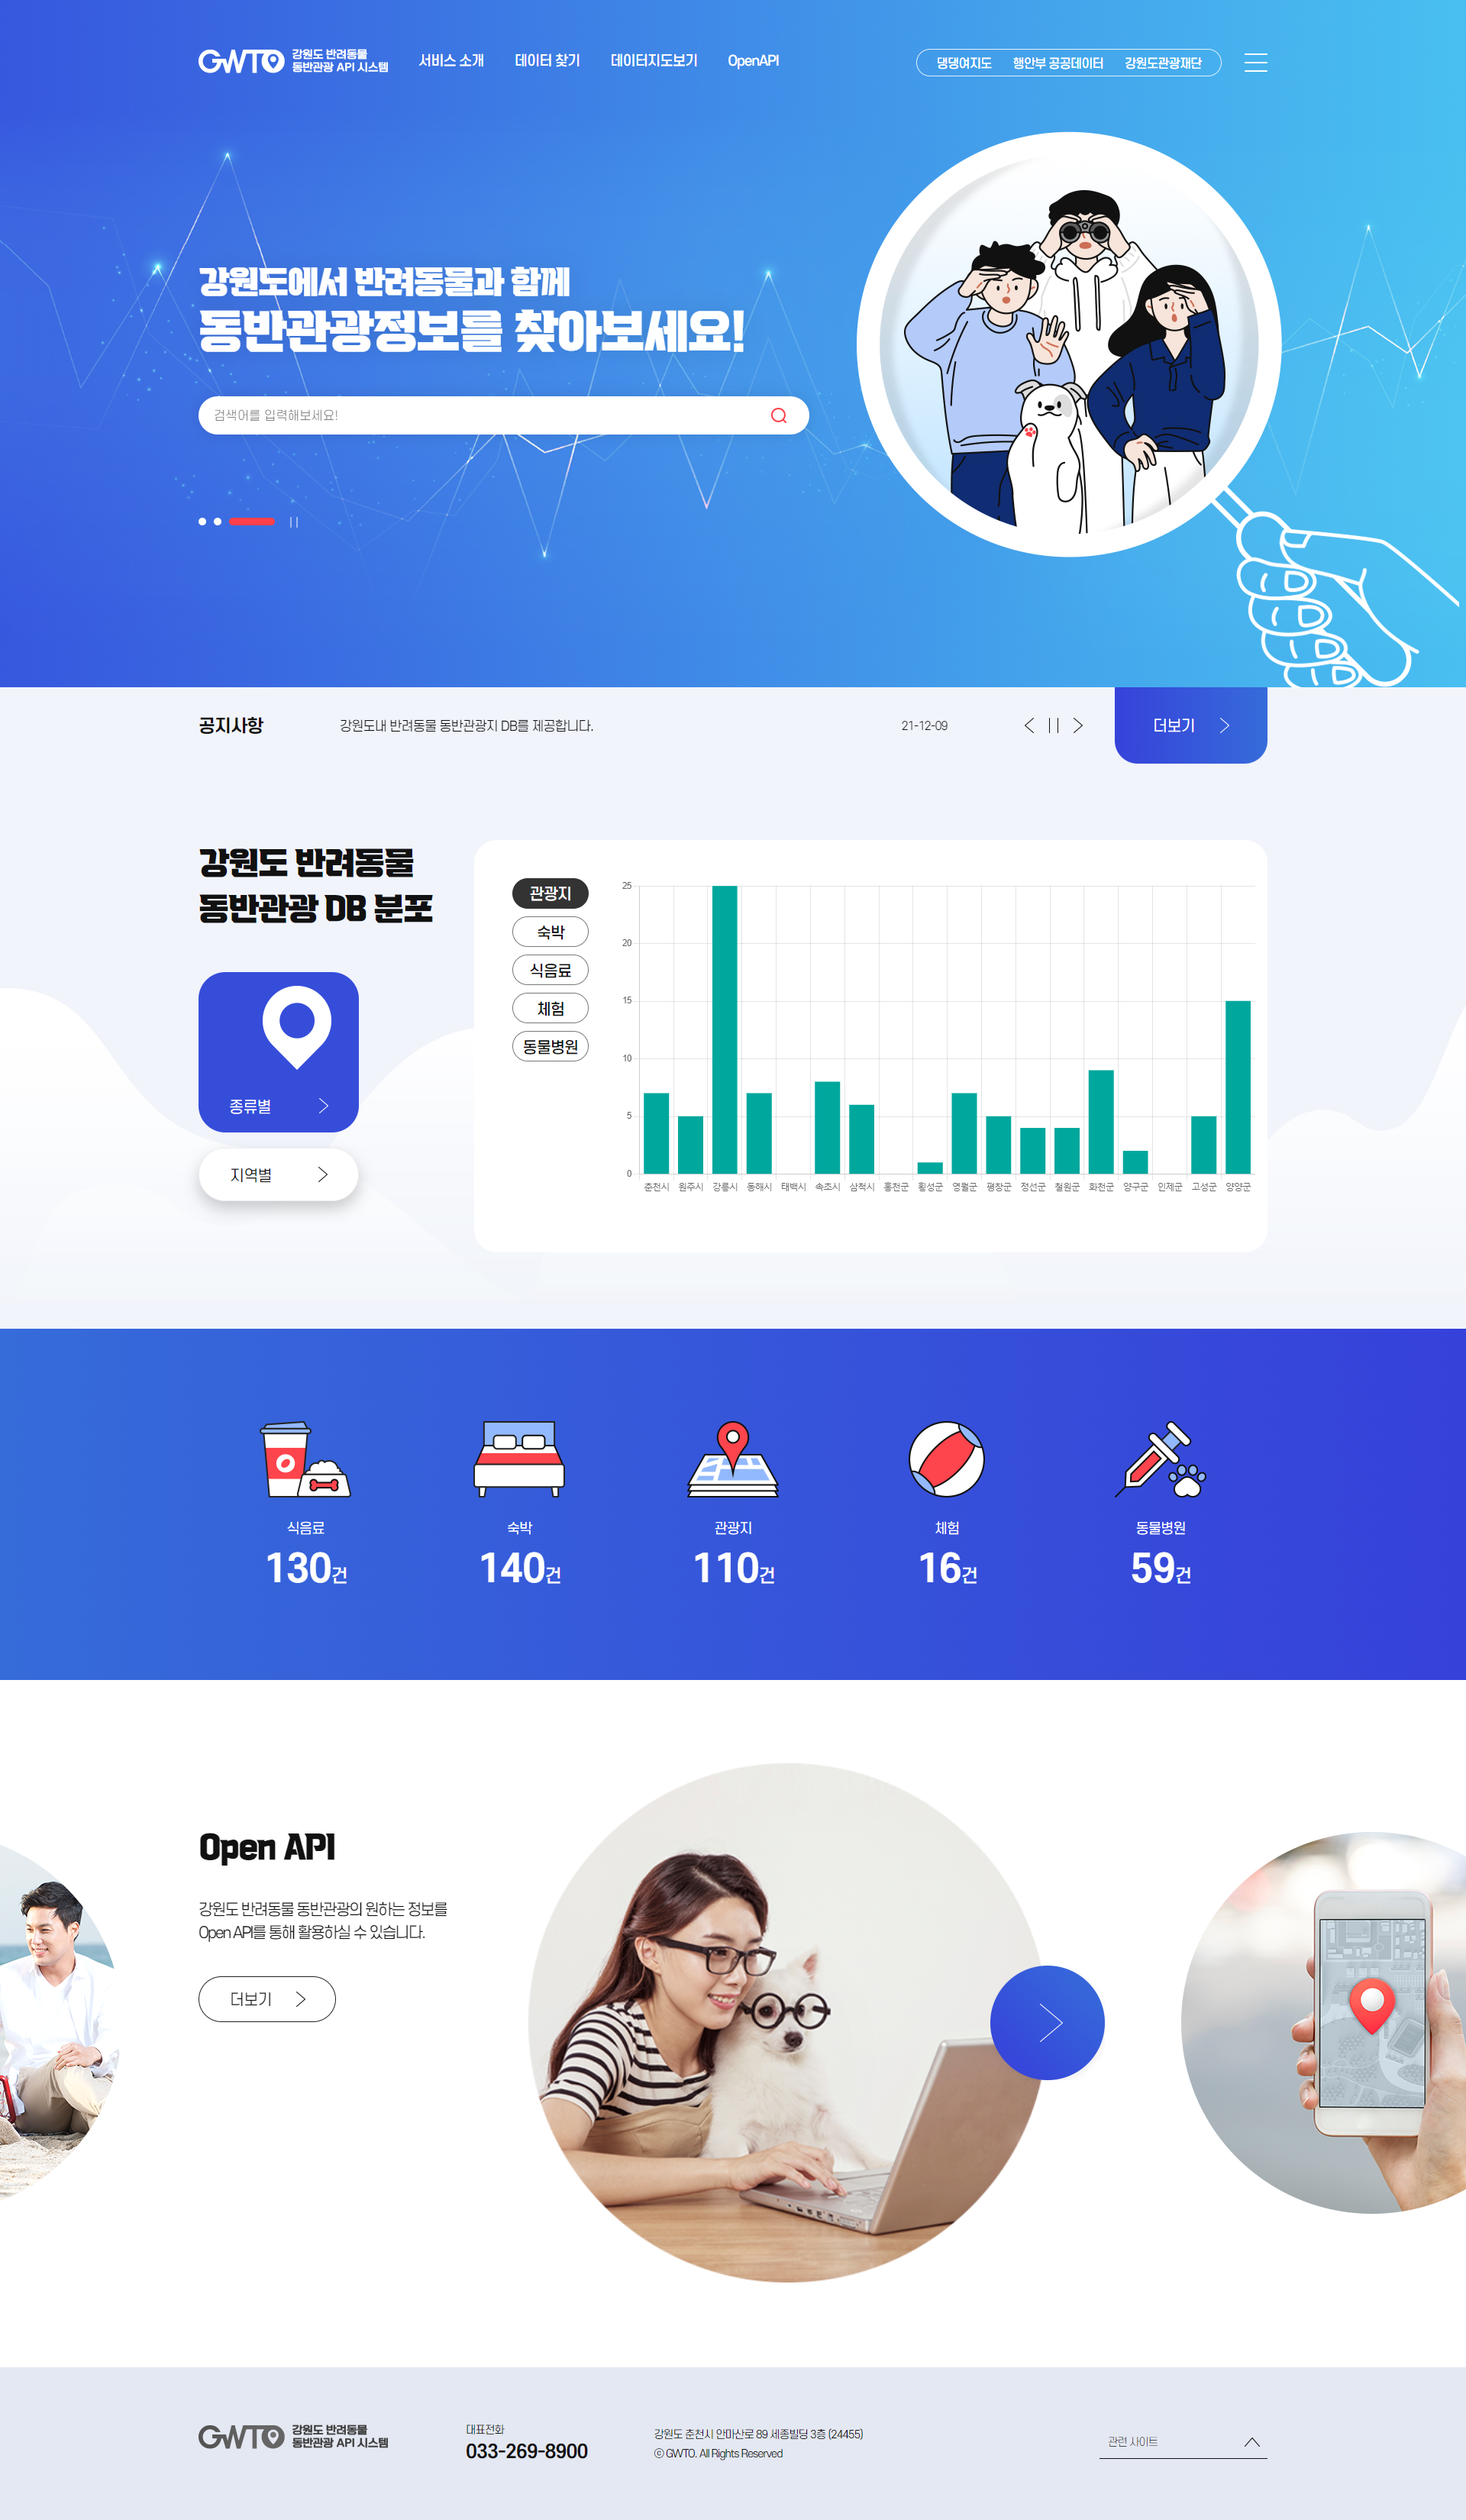 GWTO 강원도 반려동물
동반관광 API 시스템
서비스 소개 데이터 찾기 데이터지도보기 OpenAPI
댕댕여지도 행안부 공공데이터 강원도관광재단
강원도에서 반려동물과 함께
동반관광정보를 찾아보세요!
검색어를 입력해보세요!
공지사항 강원도내 반려동물 동반관광지 DB를 제공합니다. 21-12-09 더보기
강원도 반려동물
동반관광 DB 분포
종류별
지역별
관광지
숙박
식음료
체험
동물병원
25
20
15
10
5
0
춘천시 원주시 강릉시 동해시 태백시 속초시 삼척시 홍천군 횡성군 영월군 평창군 정선군 철원군 화천군 양구군 인제군 고성군 양양군
식음료 숙박 관광지 체험 동물병원
130건 140건 110건 16건 59건
Open API
강원도 반려동물 동반관광의 원하는 정보를
Open API를 통해 활용하실 수 있습니다.
더보기
GWTO 강원도 반려동물
동반관광 API 시스템
대표전화
033-269-8900
강원도 춘천시 안마산로 89 세종빌딩 3층 (24455)
ⓒ GWTO. All Rights Reserved
관련 사이트